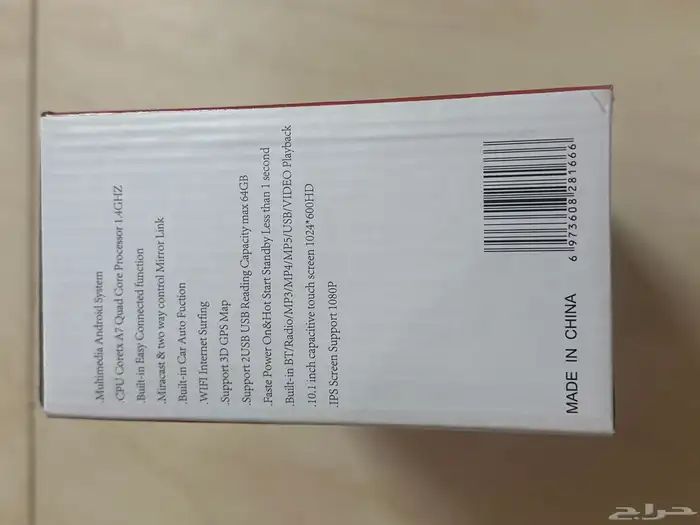 .Multimedia Android System
.CPU Coretx A7 Quad Core Processor 1.4GHZ
.Built-in Easy Connected function
.Miracast & two way control Mirror Link
.Built-in Car Auto Fuction
.WIFI Internet Surfing
.Support 3D GPS Map
.Support 2USB USB Reading Capacity max 64GB
.Faste Power On&Hot Start Standby Less than 1 second
.Built-in BT/Radio/MP3/MP4/MP5/USB/VIDEO Playback
.10.1 inch capacitive touch screen 1024*600HD
.IPS Screen Support 1080P
6 973608 281666
MADE IN CHINA
حراج